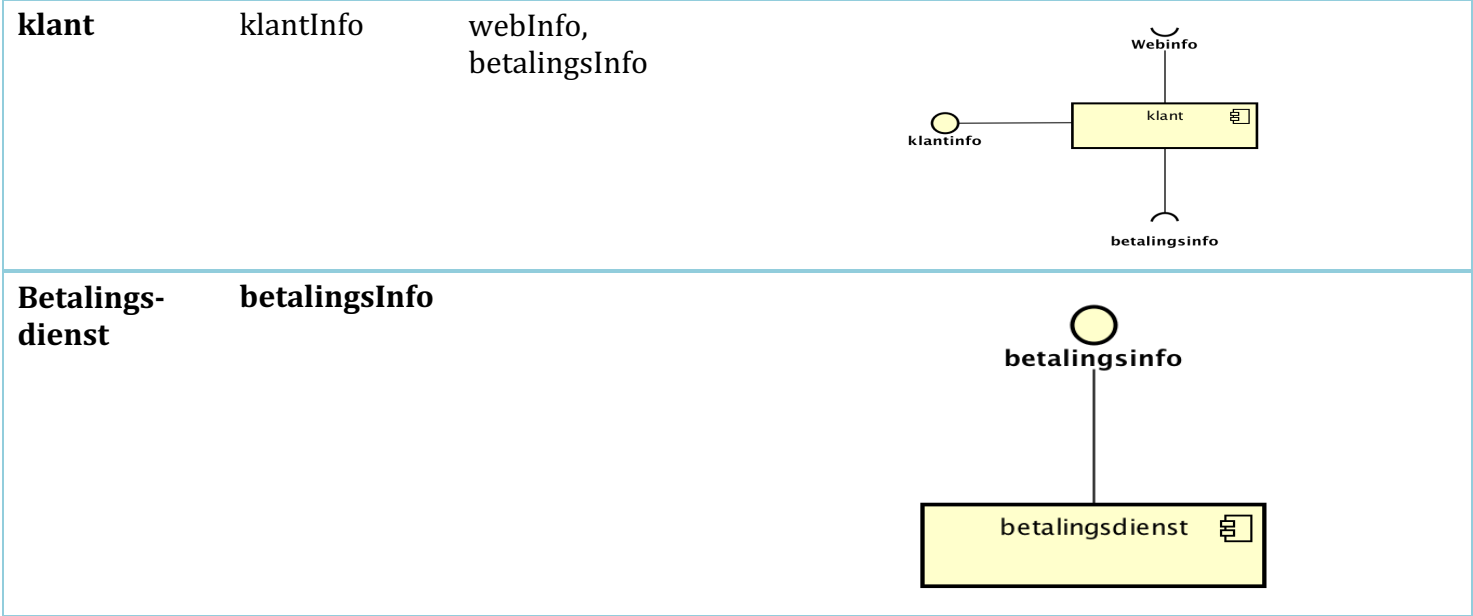 klant klantInfo webInfo,
betalingsInfo
Webinfo
klant
klantinfo
betalingsinfo
Betalings- betalingsInfo
dienst
betalingsinfo
betalingsdienst